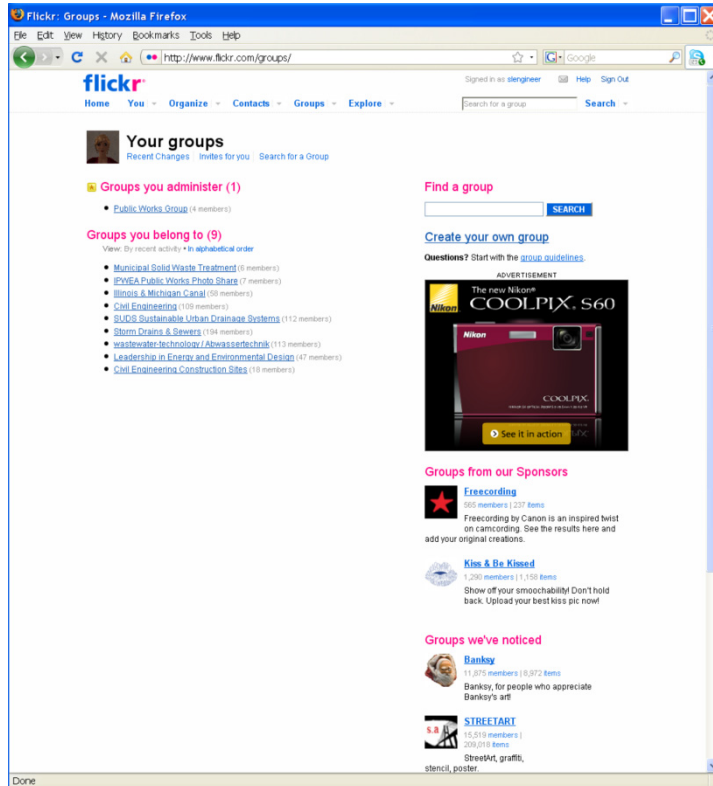 Flickr: Groups - Mozilla Firefox
File Edit View History Bookmarks Tools Help
http://www.flickr.com/groups/
Google
flickr
Signed in as slengineer Help Sign Out
Home You Organize Contacts Groups Explore
Search for a group
Search
Your groups
Recent Changes Invites for you Search for a Group
Groups you administer (1)
Public Works Group (4 members)
Groups you belong to (9)
View: By recent activity • In alphabetical order
Municipal Solid Waste Treatment (6 members)
IPWEA Public Works Photo Share (7 members)
Illinois & Michigan Canal (58 members)
Civil Engineering (109 members)
SUDS Sustainable Urban Drainage Systems (112 members)
Storm Drains & Sewers (194 members)
wastewater-technology / Abwassertechnik (113 members)
Leadership in Energy and Environmental Design (47 members)
Civil Engineering Construction Sites (18 members)
Find a group
SEARCH
Create your own group
Questions? Start with the group guidelines.
ADVERTISEMENT
The new Nikon®
Nikon
COOLPIX. S60
Nikon
COOLPIX
See it in action
Groups from our Sponsors
Freecording
565 members | 237 items
Freecording by Canon is an inspired twist
on camcording. See the results here and
add your original creations.
Kiss & Be Kissed
1,290 members | 1,158 items
Show off your smoochability! Don't hold
back. Upload your best kiss pic now!
Groups we've noticed
Banksy
11,875 members | 8,972 items
Banksy, for people who appreciate
Banksy's art!
s.a
STREETART
15,519 members |
209,018 items
StreetArt, graffiti,
stencil, poster.
Done